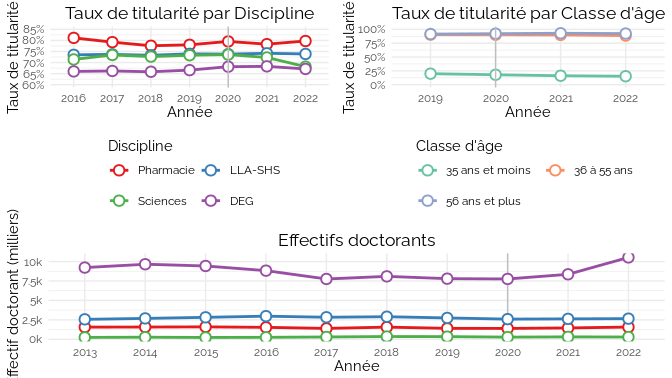 Taux de titularité par Discipline
Taux de titularité
85%
80%
75%
70%
65%
60%
2016 2017 2018 2019 2020 2021 2022
Année
Taux de titularité par Classe d'âge
Taux de titularité
100%
75%
50%
25%
0%
2019 2020 2021 2022
Année
Discipline
Pharmacie LLA-SHS
Sciences DEG
Classe d'âge
35 ans et moins 36 à 55 ans
56 ans et plus
Effectifs doctorants
ffectif doctorant (milliers)
10k
7.5k
5k
2.5k
0k
2013 2014 2015 2016 2017 2018 2019 2020 2021 2022
Année